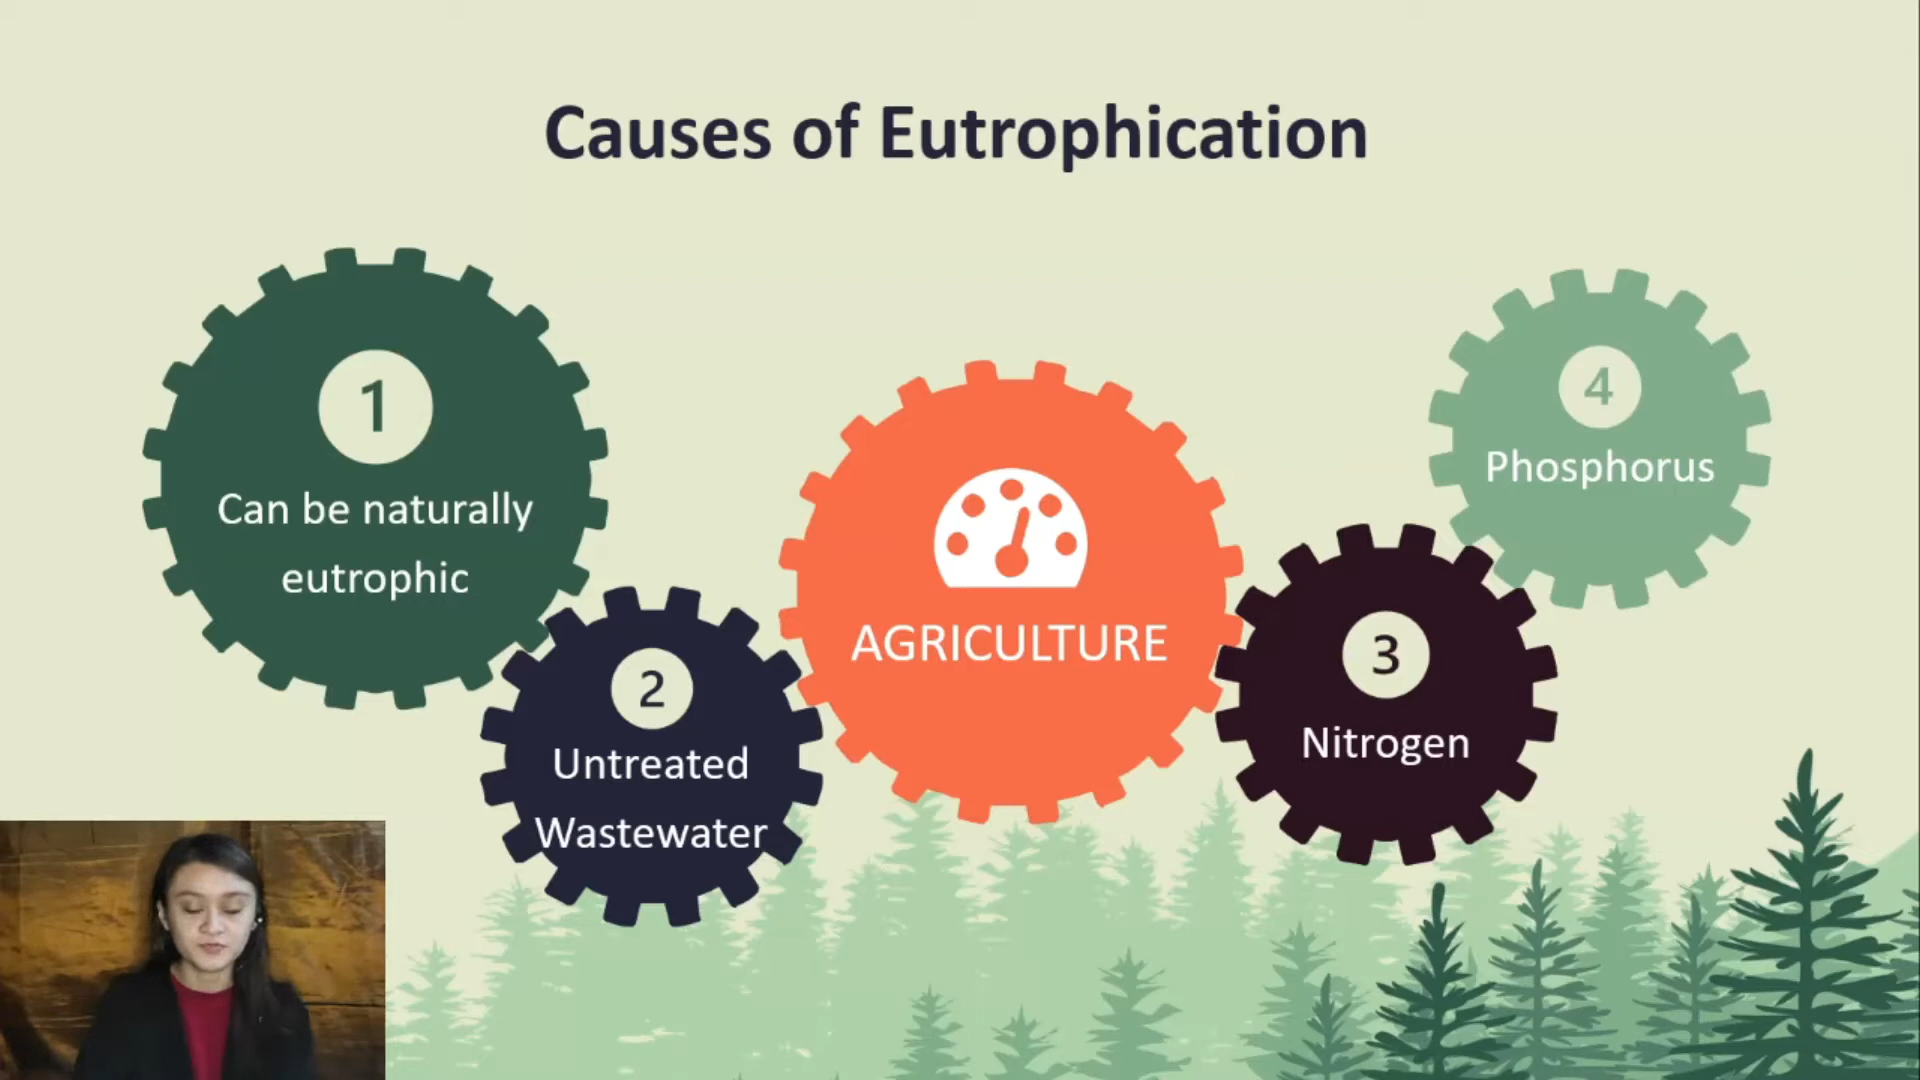 Causes of Eutrophication
1
Can be naturally
eutrophic
2
Untreated
Wastewater
AGRICULTURE
3
Nitrogen
4
Phosphorus